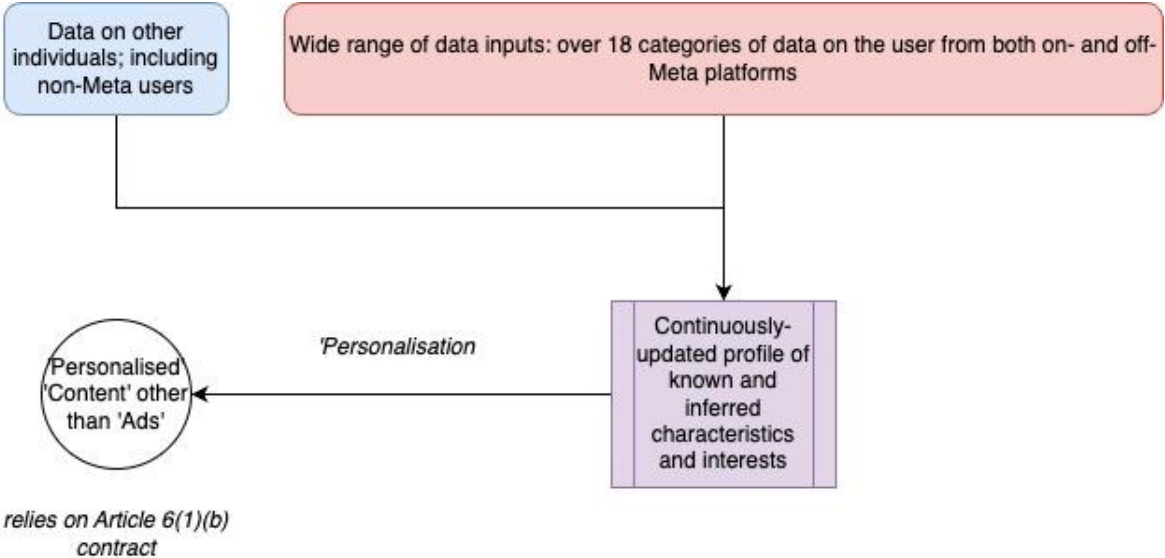 Data on other
individuals; including
non-Meta users
Wide range of data inputs: over 18 categories of data on the user from both on- and off-
Meta platforms
Continuously-
updated profile of
known and
inferred
characteristics
and interests
'Personalisation
'Personalised'
'Content' other
than 'Ads'
relies on Article 6(1)(b)
contract